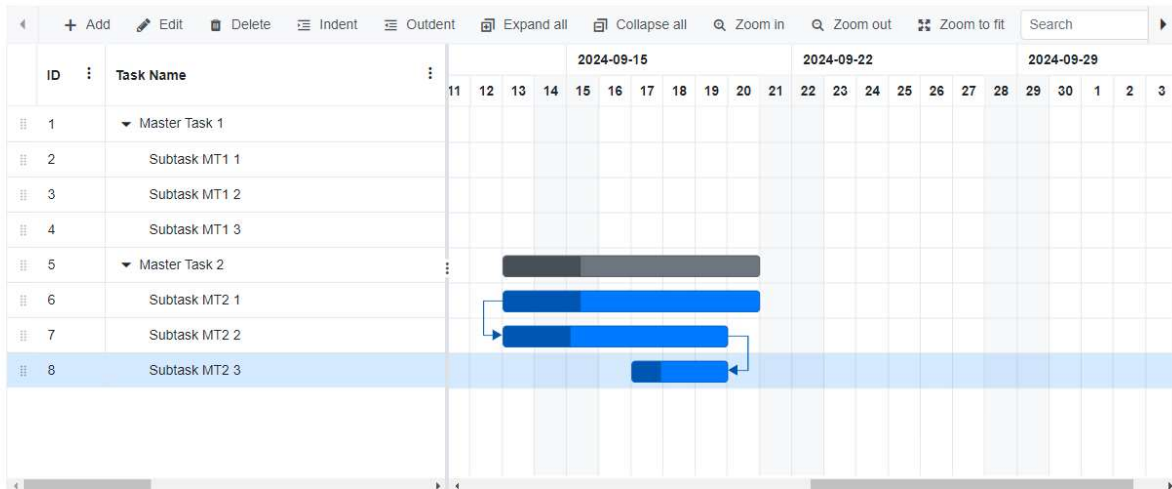 Add Edit Delete Indent Outdent Expand all Collapse all Zoom in Zoom out Zoom to fit Search
2024-09-15 2024-09-22 2024-09-29
ID Task Name
11 12 13 14 15 16 17 18 19 20 21 22 23 24 25 26 27 28 29 30 1 2 3
1 Master Task 1
2 Subtask MT1 1
3 Subtask MT1 2
4 Subtask MT1 3
5 Master Task 2
6 Subtask MT2 1
7 Subtask MT2 2
8 Subtask MT2 3